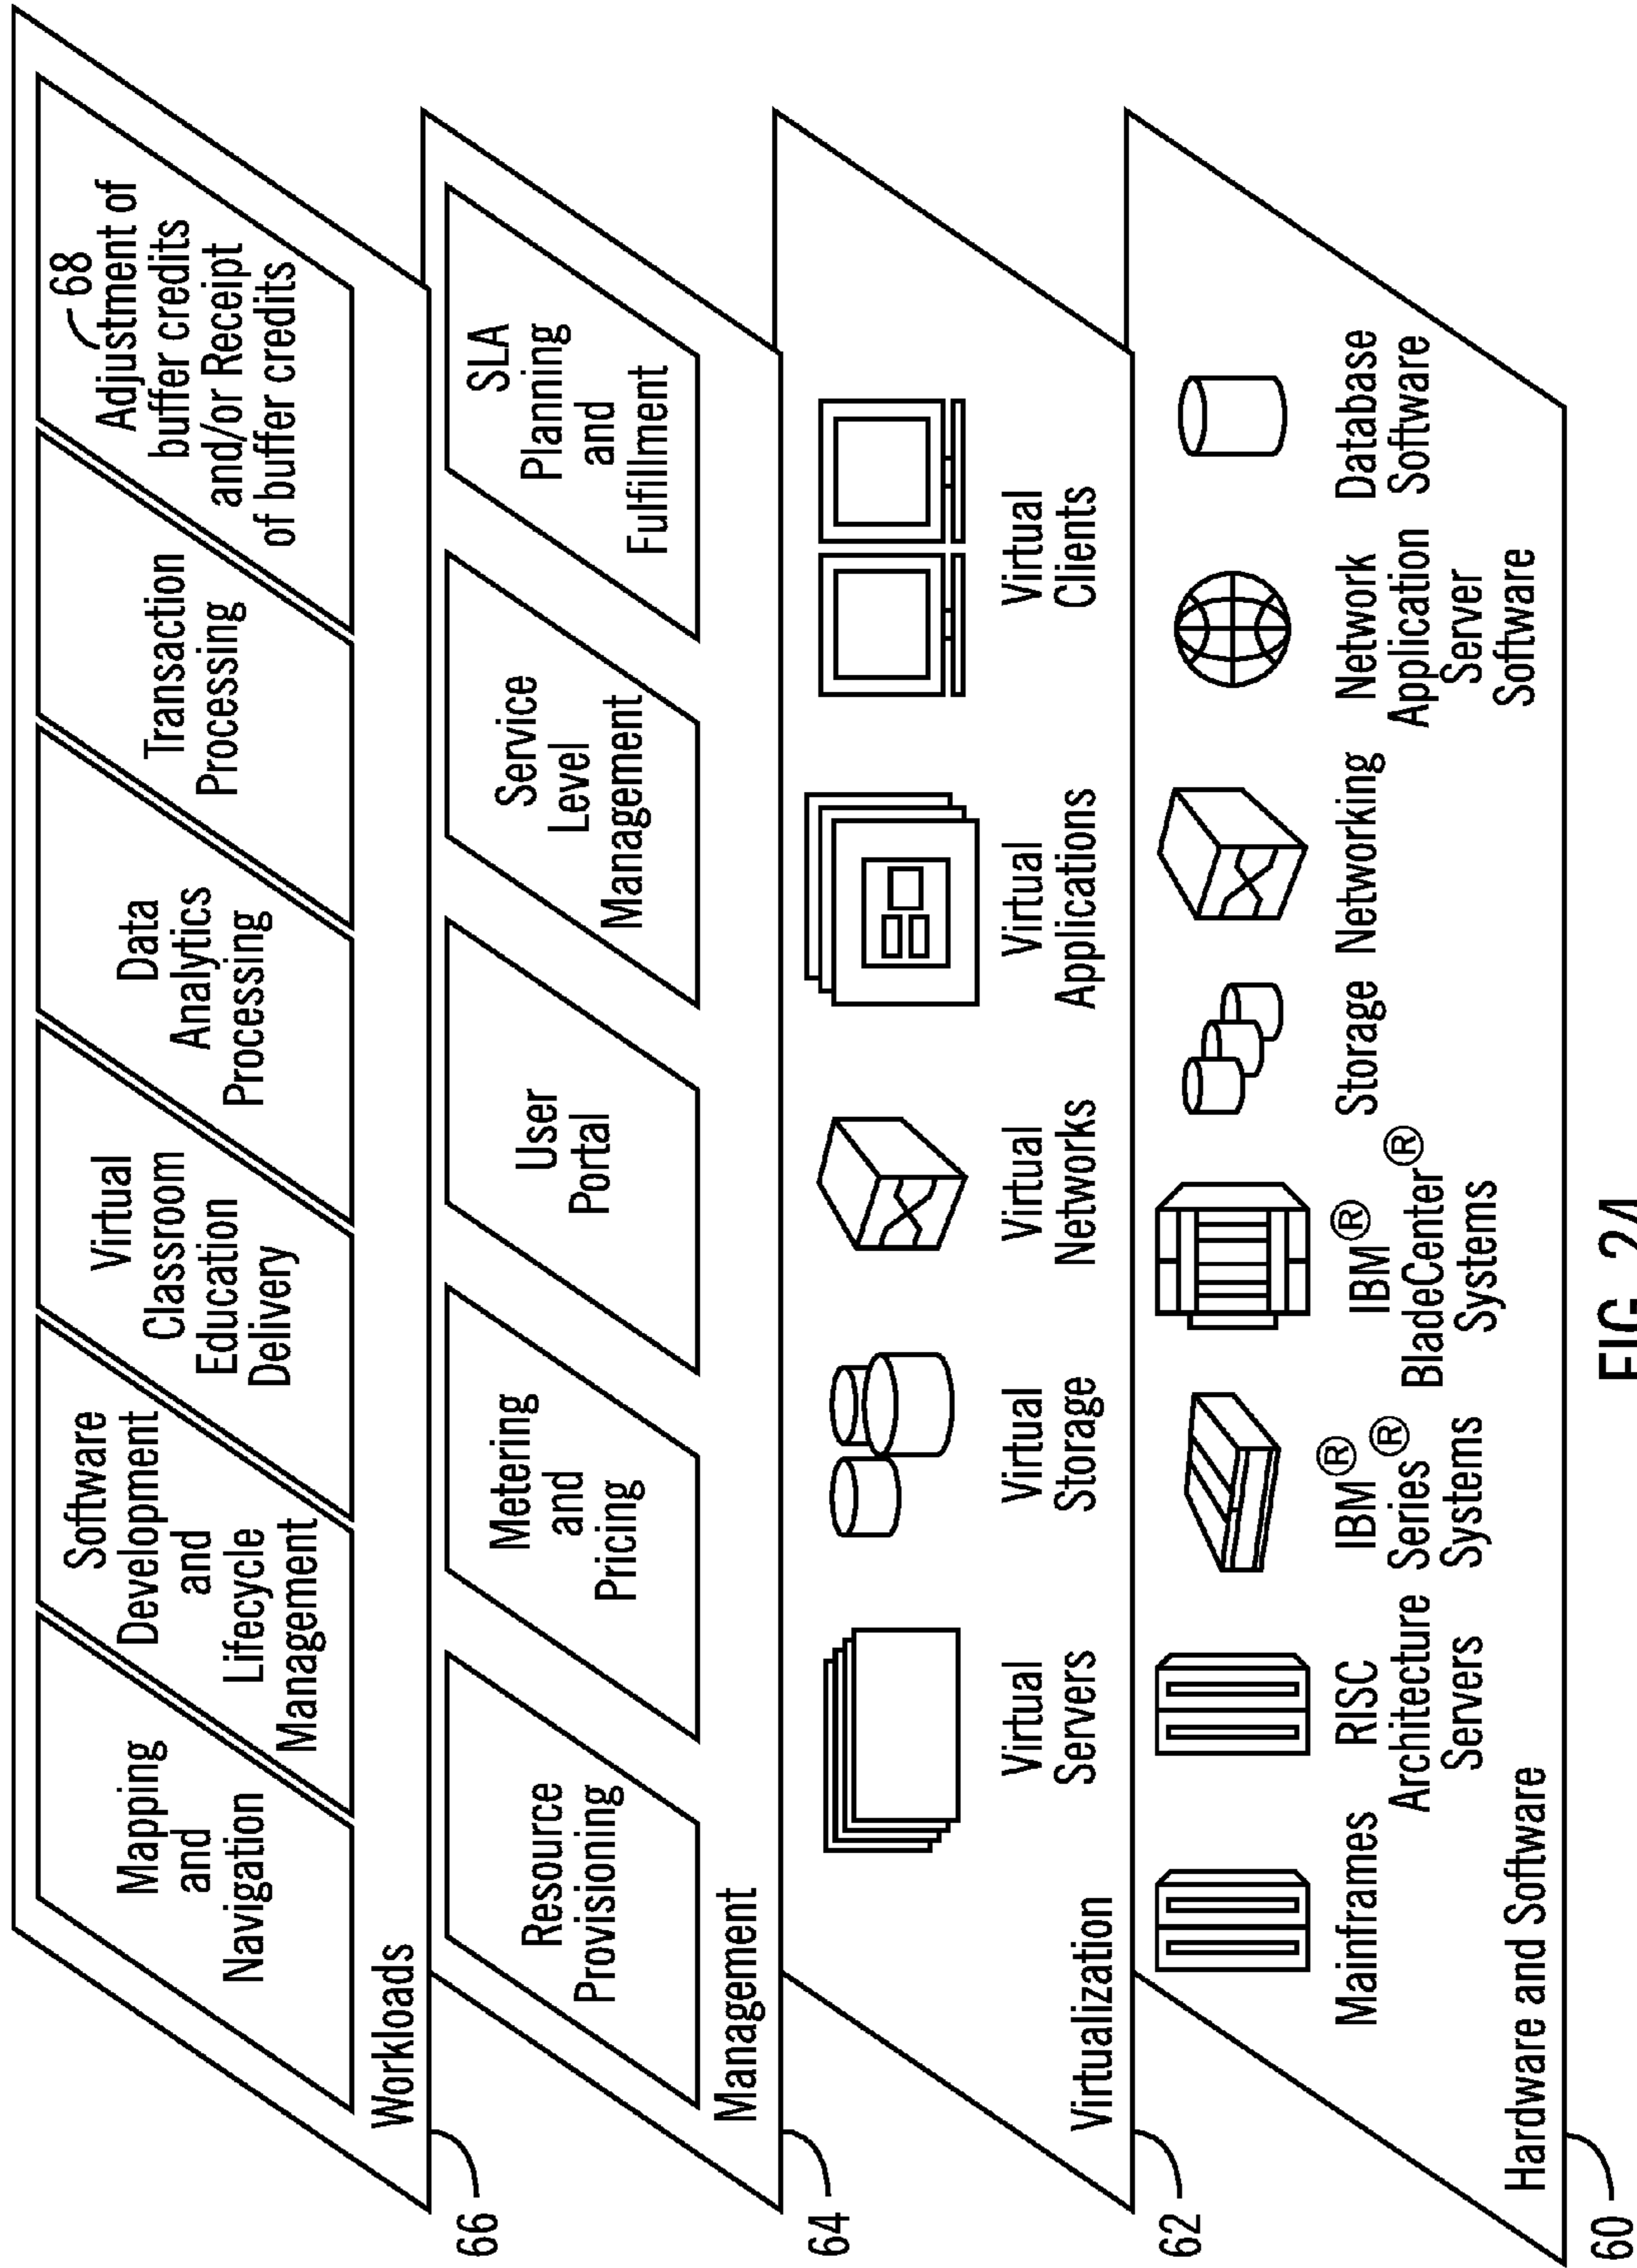 Mapping
and
Navigation
Software
Development
and
Lifecycle
Management
Virtual
Classroom
Education
Delivery
Data
Analytics
Processing
Transaction
Processing
68
Adjustment of
buffer credits
and/or Receipt
of buffer credits
Workloads
66
Resource
Provisioning
Metering
and
Pricing
User
Portal
Service
Level
Management
SLA
Planning
and
Fulfillment
Management
64
Virtual
Servers
Virtual
Storage
Virtual
Networks
Virtual
Applications
Virtual
Clients
Virtualization
62
Mainframes
RISC
Architecture
Servers
IBM®
Series®
Systems
IBM®
BladeCenter®
Systems
Storage
Networking
Network
Application
Server
Software
Database
Software
Hardware and Software
60
FIG. 24